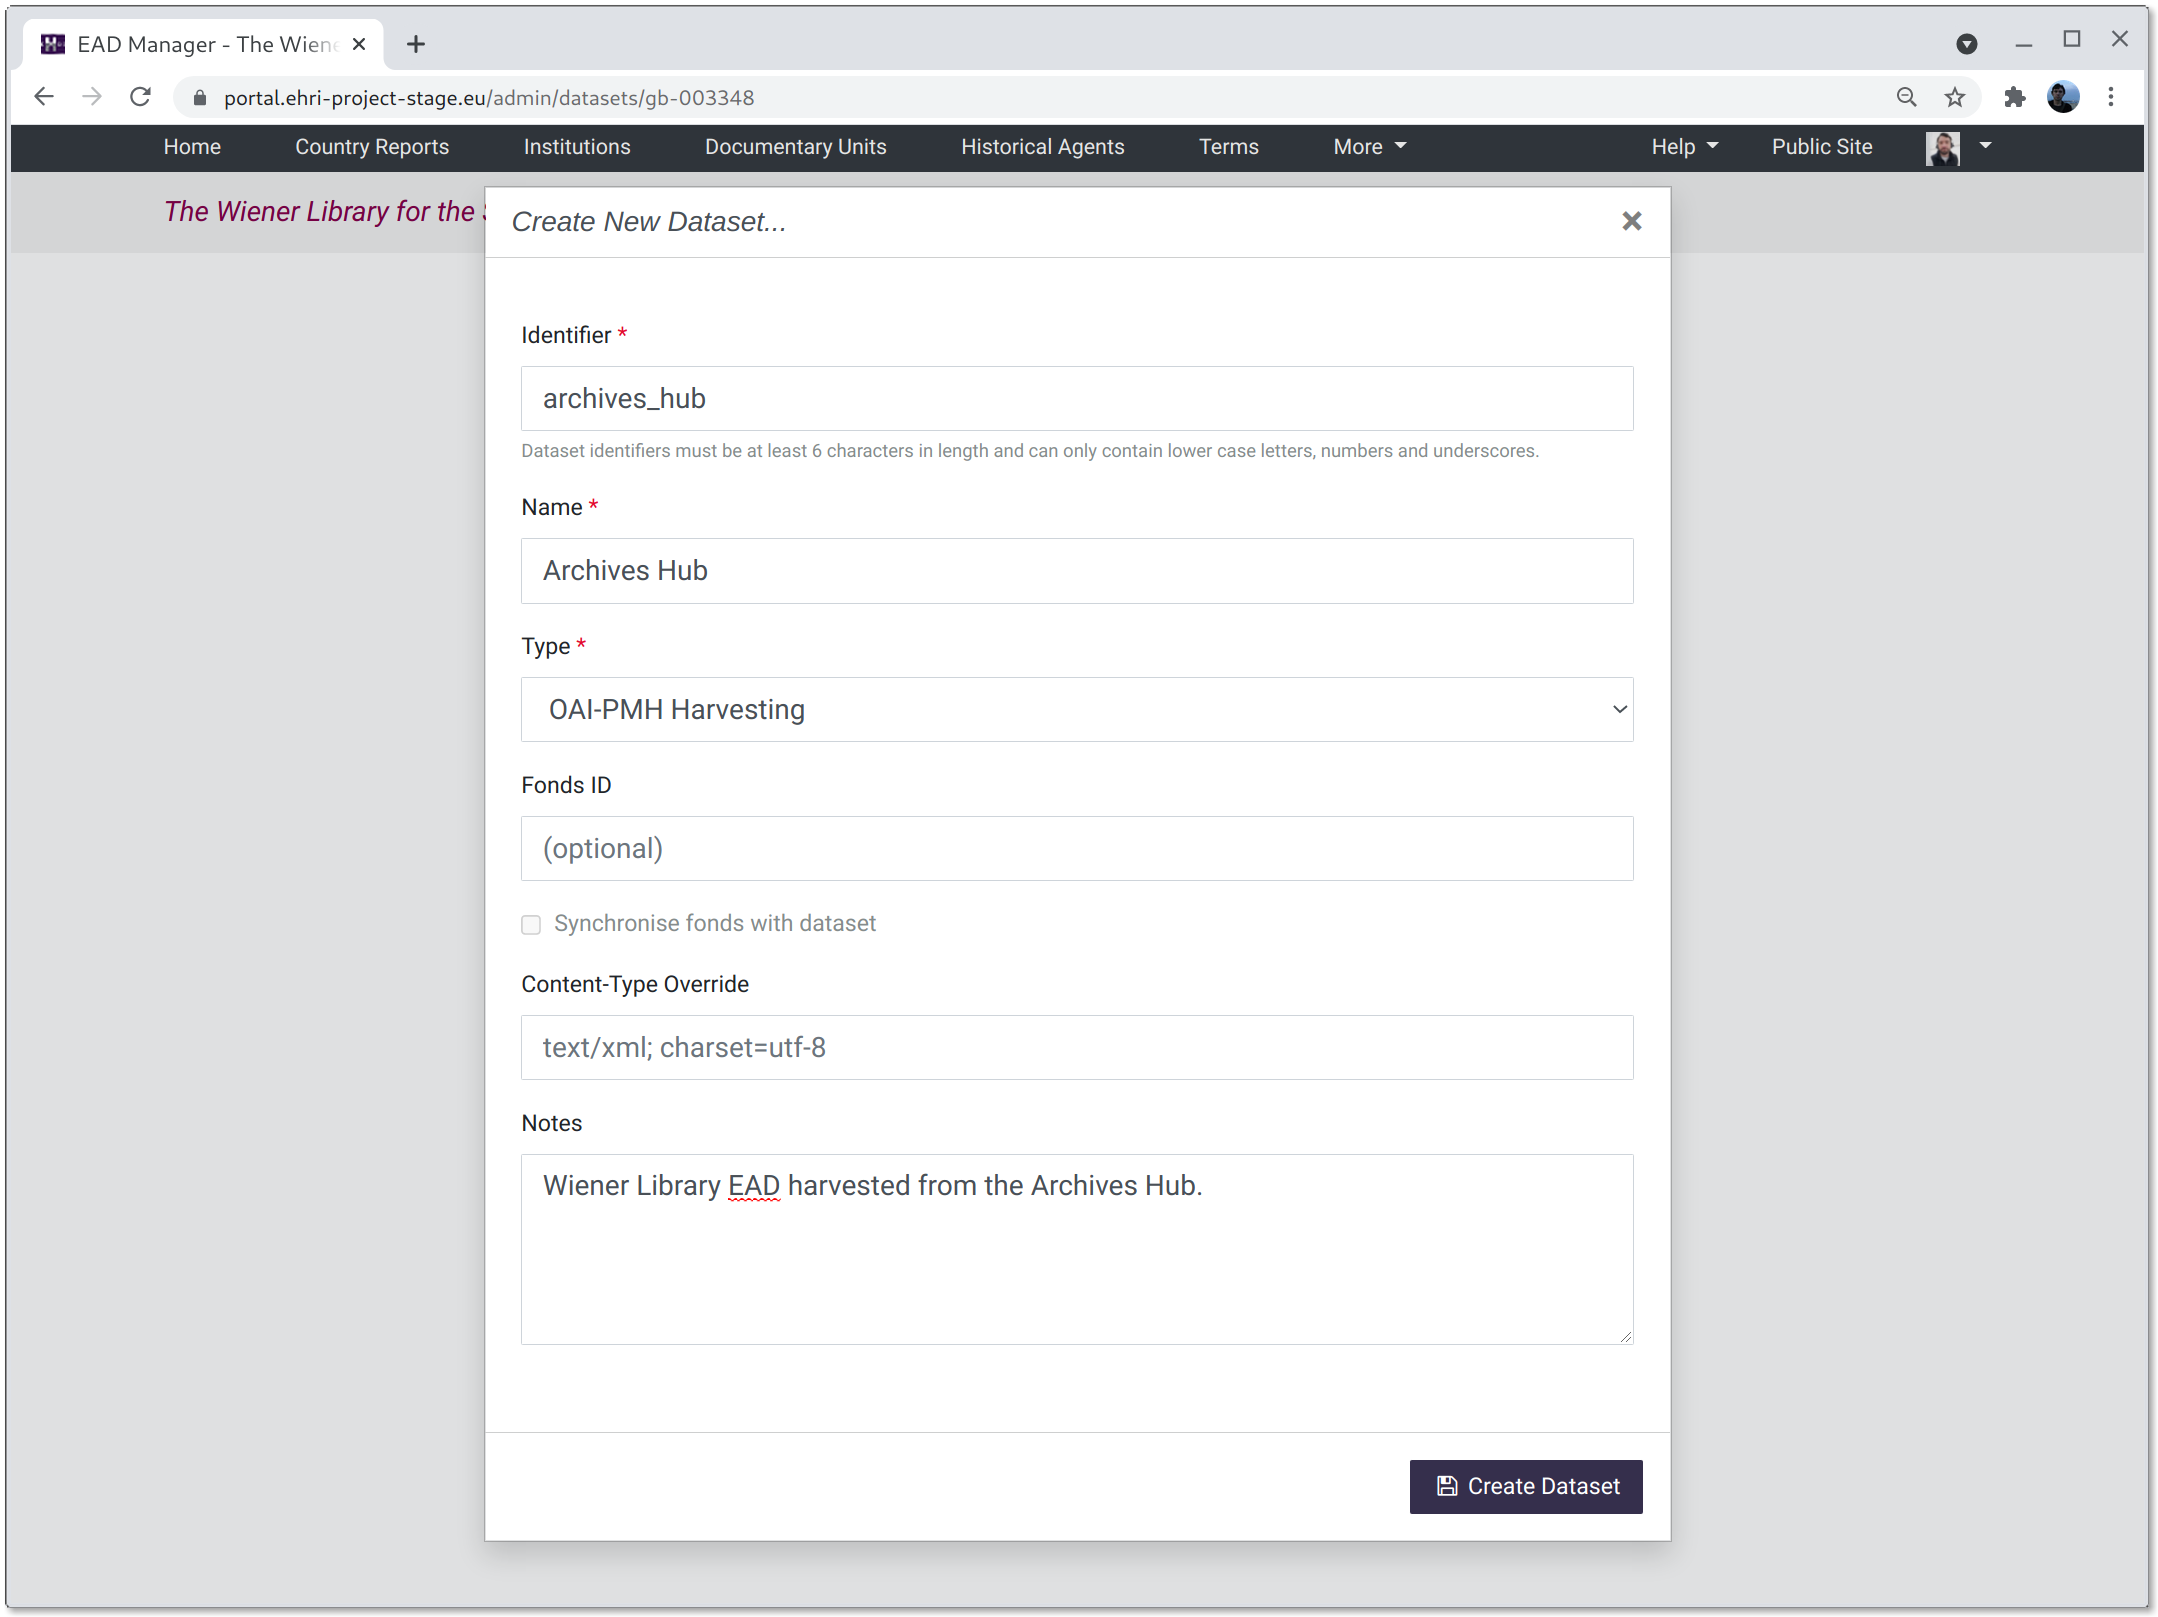 EAD Manager - The Wiene
portal.ehri-project-stage.eu/admin/datasets/gb-003348
Home Country Reports Institutions Documentary Units Historical Agents Terms More Help Public Site
The Wiener Library for the
Create New Dataset...
Identifier *
archives_hub
Dataset identifiers must be at least 6 characters in length and can only contain lower case letters, numbers and underscores.
Name *
Archives Hub
Type *
OAI-PMH Harvesting
Fonds ID
(optional)
Synchronise fonds with dataset
Content-Type Override
text/xml; charset=utf-8
Notes
Wiener Library EAD harvested from the Archives Hub.
Create Dataset